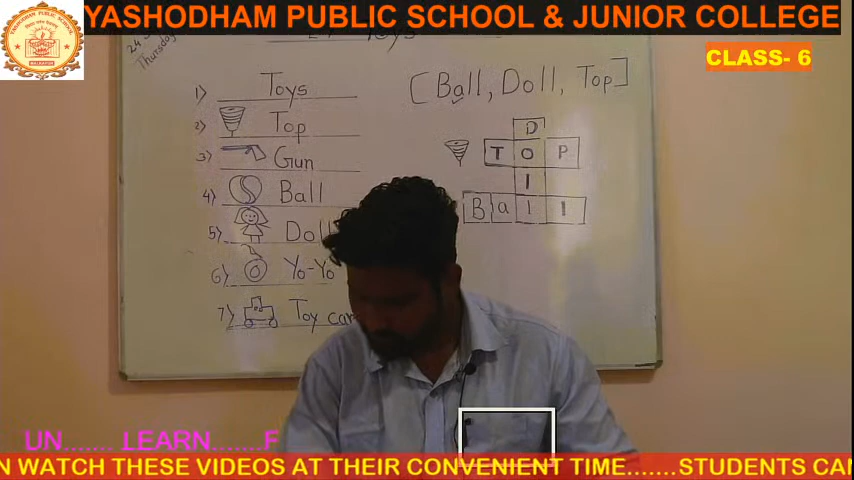 YASHODHAM PUBLIC SCHOOL & JUNIOR COLLEGE
CLASS- 6
24
Thursday
Toys
1) Toys
2) Top
3) Gun
4) Ball
5) Doll
6) Yo-Yo
7) Toy car
[Ball, Doll, Top]
D
T O P
l
B a l l
UN....... LEARN.......F
N WATCH THESE VIDEOS AT THEIR CONVENIENT TIME.......STUDENTS CAN